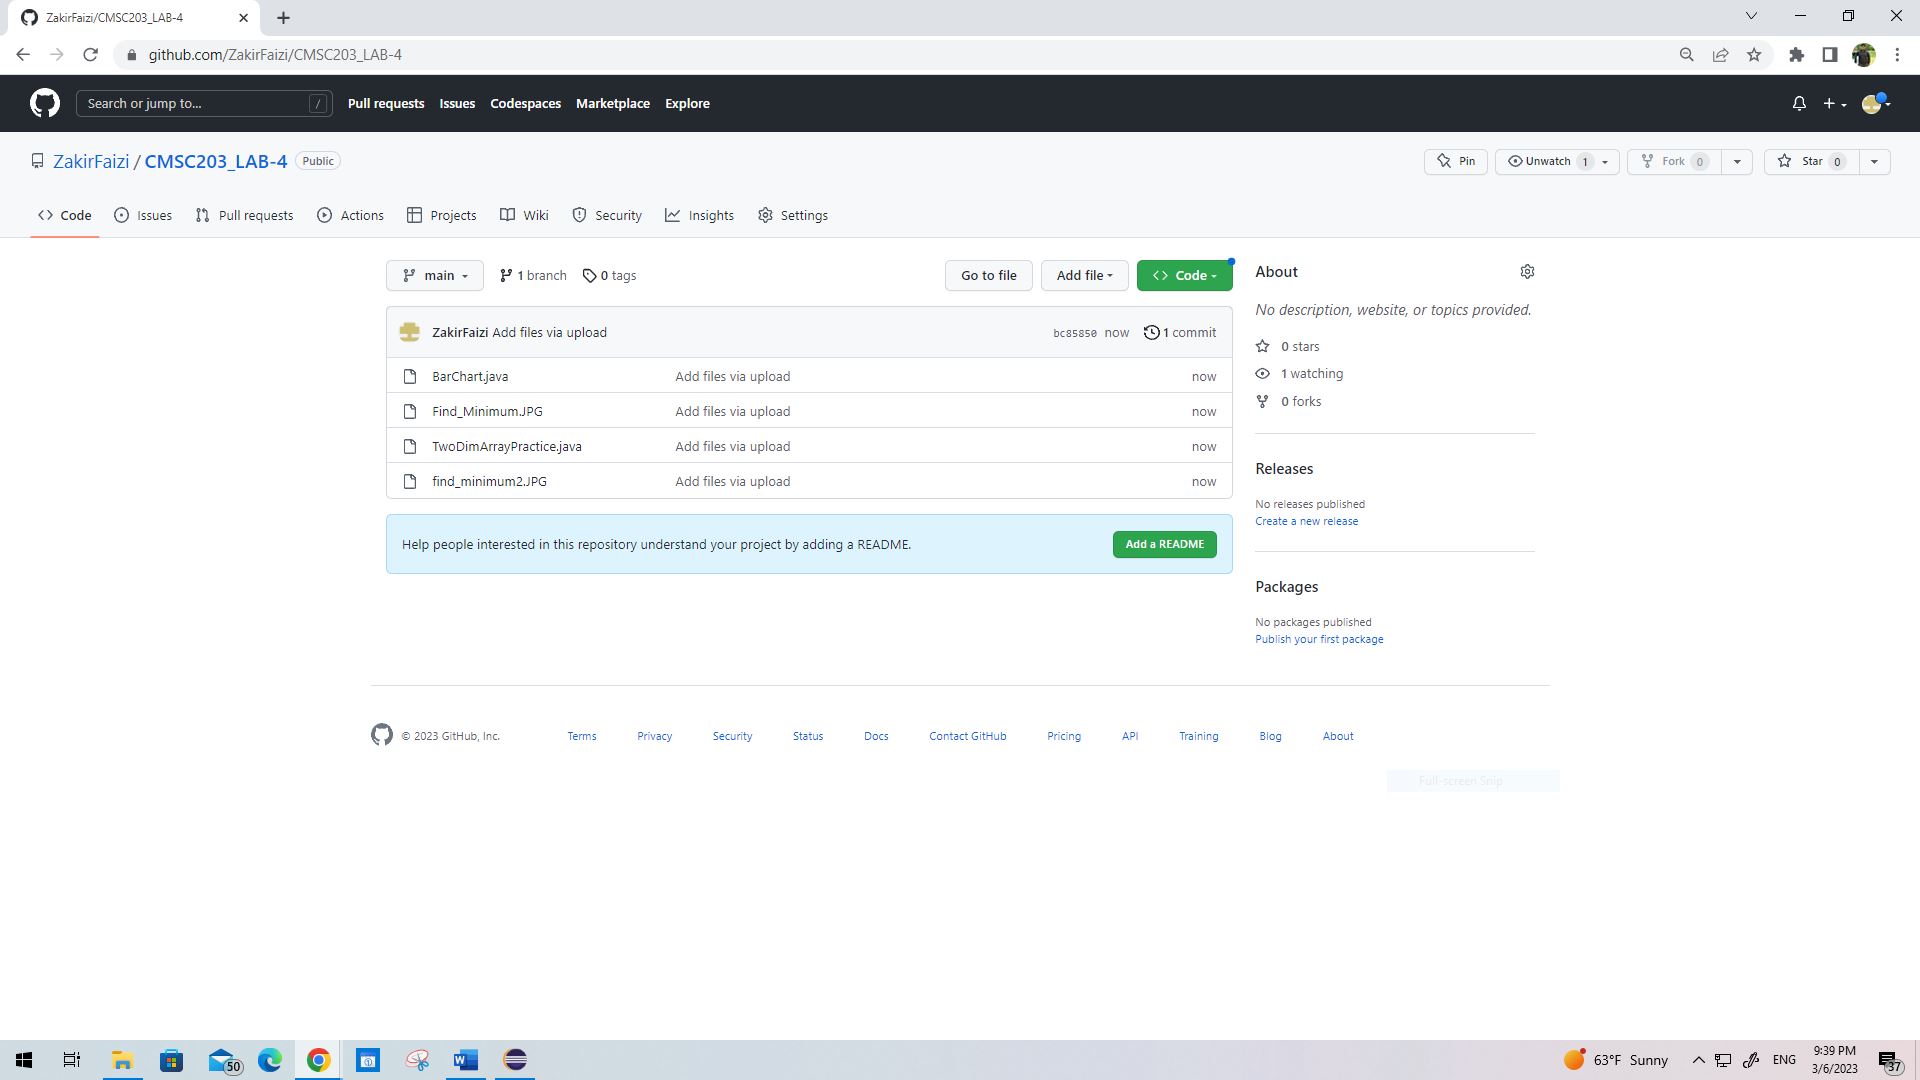 ZakirFaizi/CMSC203_LAB-4
github.com/ZakirFaizi/CMSC203_LAB-4
Search or jump to... / Pull requests Issues Codespaces Marketplace Explore
ZakirFaizi / CMSC203_LAB-4 Public Pin Unwatch 1 Fork 0 Star 0
Code Issues Pull requests Actions Projects Wiki Security Insights Settings
main 1 branch 0 tags Go to file Add file Code
ZakirFaizi Add files via upload bc85850 now 1 commit
BarChart.java Add files via upload now
Find_Minimum.JPG Add files via upload now
TwoDimArrayPractice.java Add files via upload now
find_minimum2.JPG Add files via upload now
Help people interested in this repository understand your project by adding a README. Add a README
About
No description, website, or topics provided.
0 stars
1 watching
0 forks
Releases
No releases published
Create a new release
Packages
No packages published
Publish your first package
© 2023 GitHub, Inc. Terms Privacy Security Status Docs Contact GitHub Pricing API Training Blog About
Full-screen Snip
50
63°F Sunny ENG
9:39 PM
3/6/2023
37